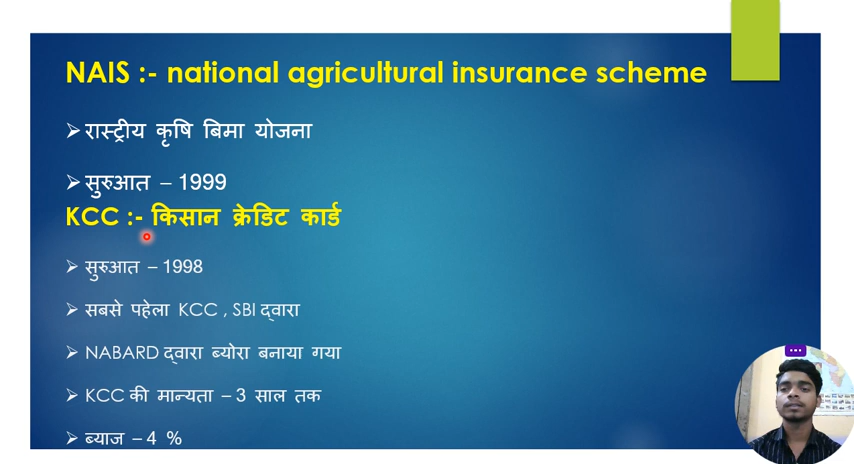 NAIS :- national agricultural insurance scheme
➢ रास्ट्रीय कृषि बिमा योजना
➢ सुरुआत – 1999
KCC :- किसान क्रेडिट कार्ड
➢ सुरुआत – 1998
➢ सबसे पहेला KCC , SBI द्वारा
➢ NABARD द्वारा ब्योरा बनाया गया
➢ KCC की मान्यता – 3 साल तक
➢ ब्याज – 4 %